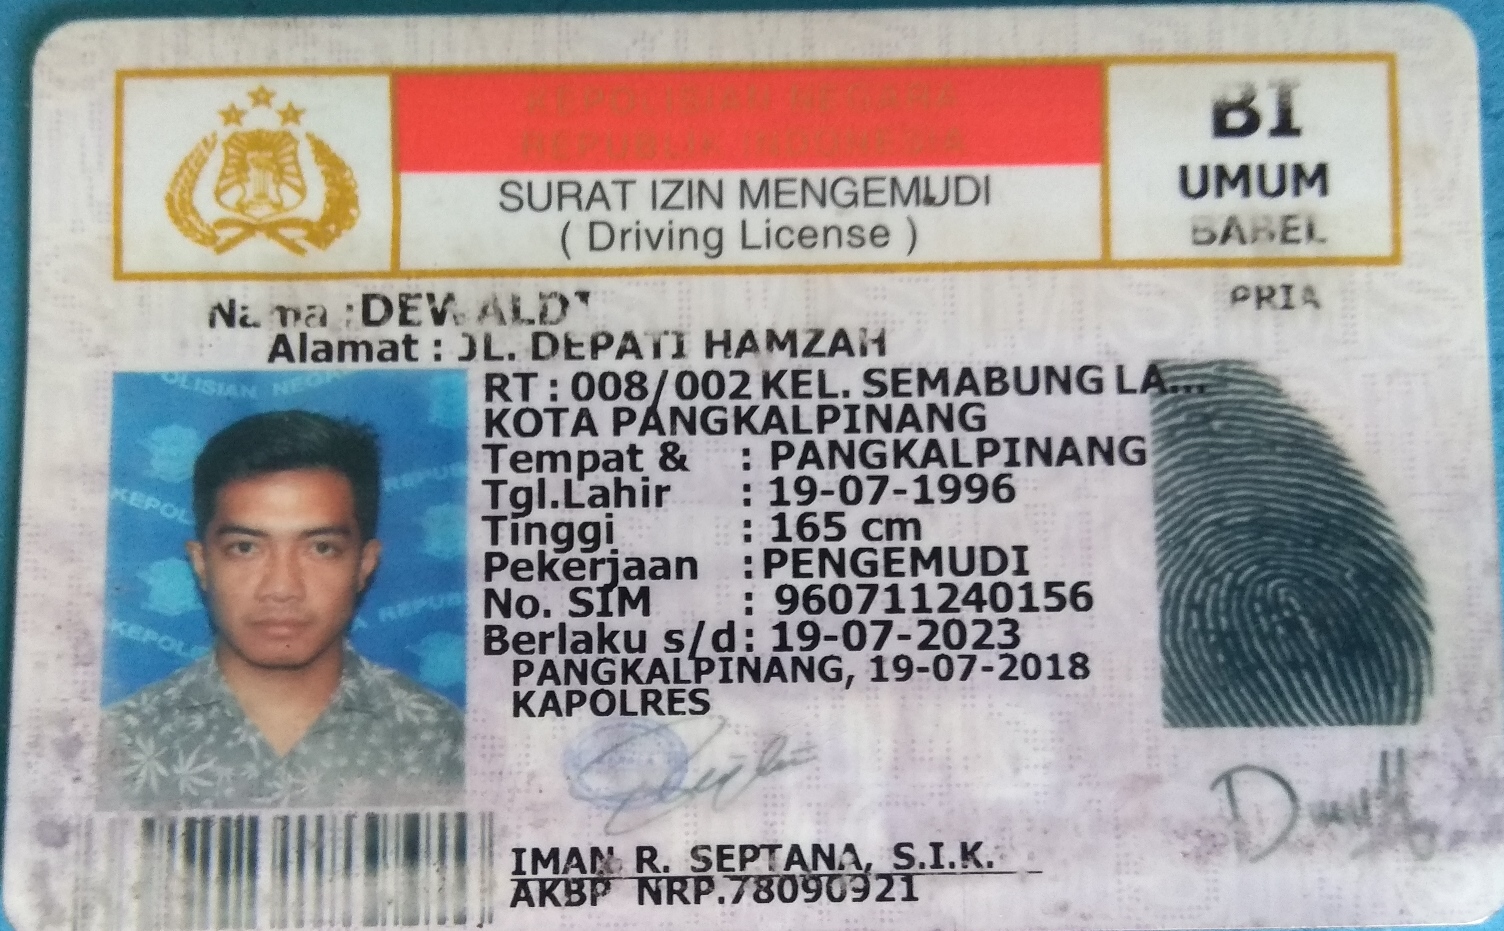 KEPOLISIAN NEGARA
REPUBLIK INDONESIA
SURAT IZIN MENGEMUDI
( Driving License )
BI
UMUM
BABEL
PRIA
Nama :
Alamat : JL. DEPATI HAMZAH
RT : 008/002 KEL. SEMABUNG LA...
KOTA PANGKALPINANG
Tempat & : PANGKALPINANG
Tgl.Lahir : 19-07-1996
Tinggi : 165 cm
Pekerjaan : PENGEMUDI
No. SIM : 960711240156
Berlaku s/d : 19-07-2023
PANGKALPINANG, 19-07-2018
KAPOLRES
IMAN R. SEPTANA, S.I.K.
AKBP NRP.78090921